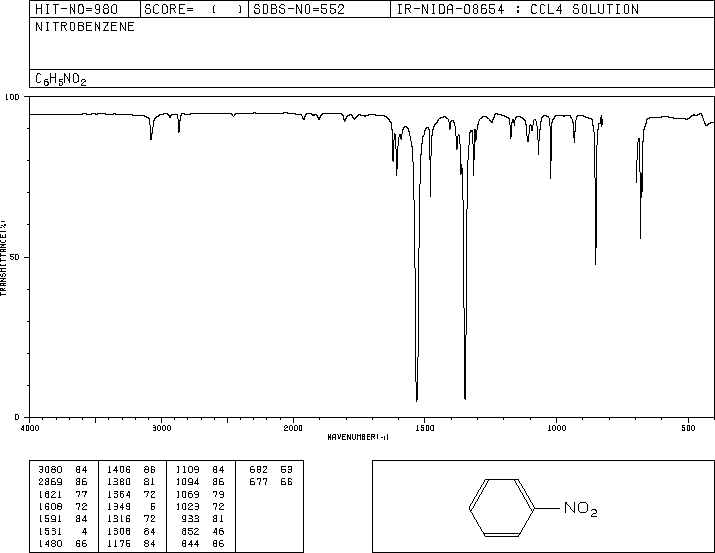 HIT-NO=980 SCORE= ( ) SDBS-NO=552 IR-NIDA-08654 : CCL4 SOLUTION
NITROBENZENE
C6H5NO2
100
50
0
TRANSMITTANCE(%)
4000 3000 2000 1500 1000 500
WAVENUMBER(-1)
3080 84 1406 86 1109 84 682 53
2869 86 1380 81 1094 86 677 66
1621 77 1364 72 1069 79
1608 72 1349 5 1023 72
1591 84 1316 72 933 81
1531 4 1308 84 852 46
1480 66 1176 84 844 86
NO2